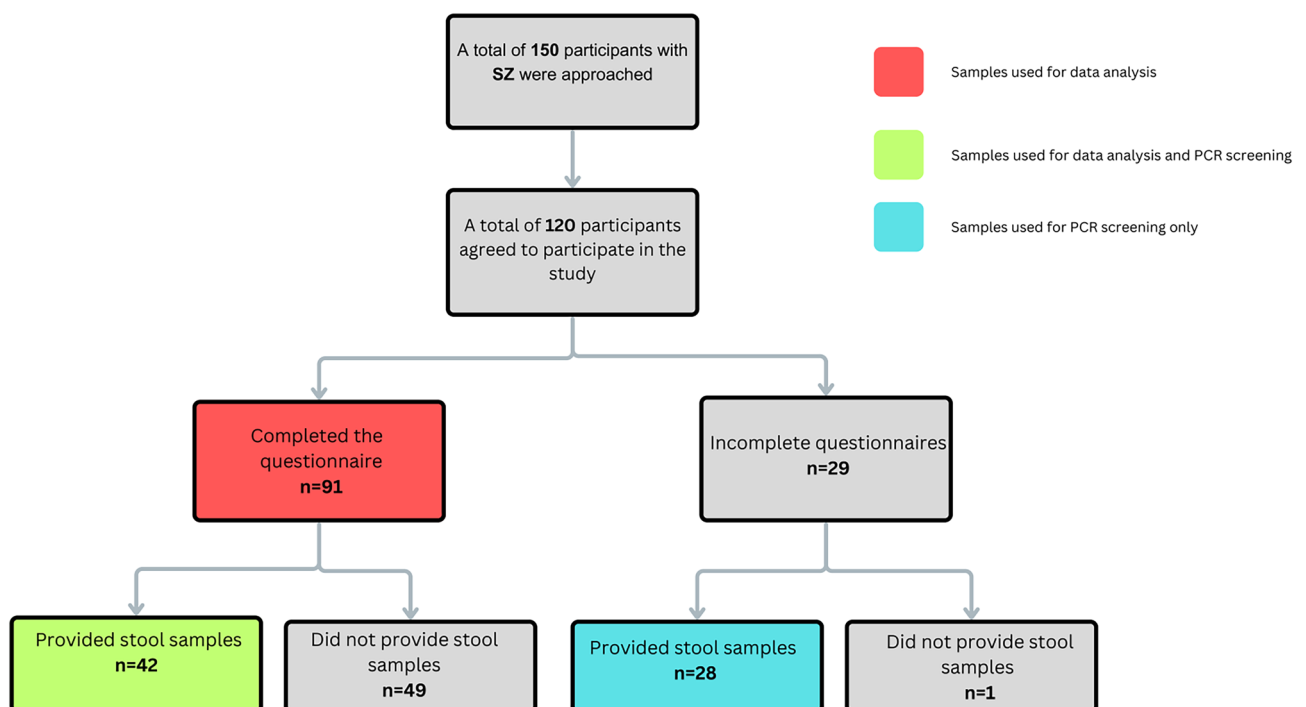 A total of 150 participants with
SZ were approached
Samples used for data analysis
Samples used for data analysis and PCR screening
Samples used for PCR screening only
A total of 120 participants
agreed to participate in the
study
Completed the
questionnaire
n=91
Incomplete questionnaires
n=29
Provided stool samples
n=42
Did not provide stool
samples
n=49
Provided stool samples
n=28
Did not provide stool
samples
n=1